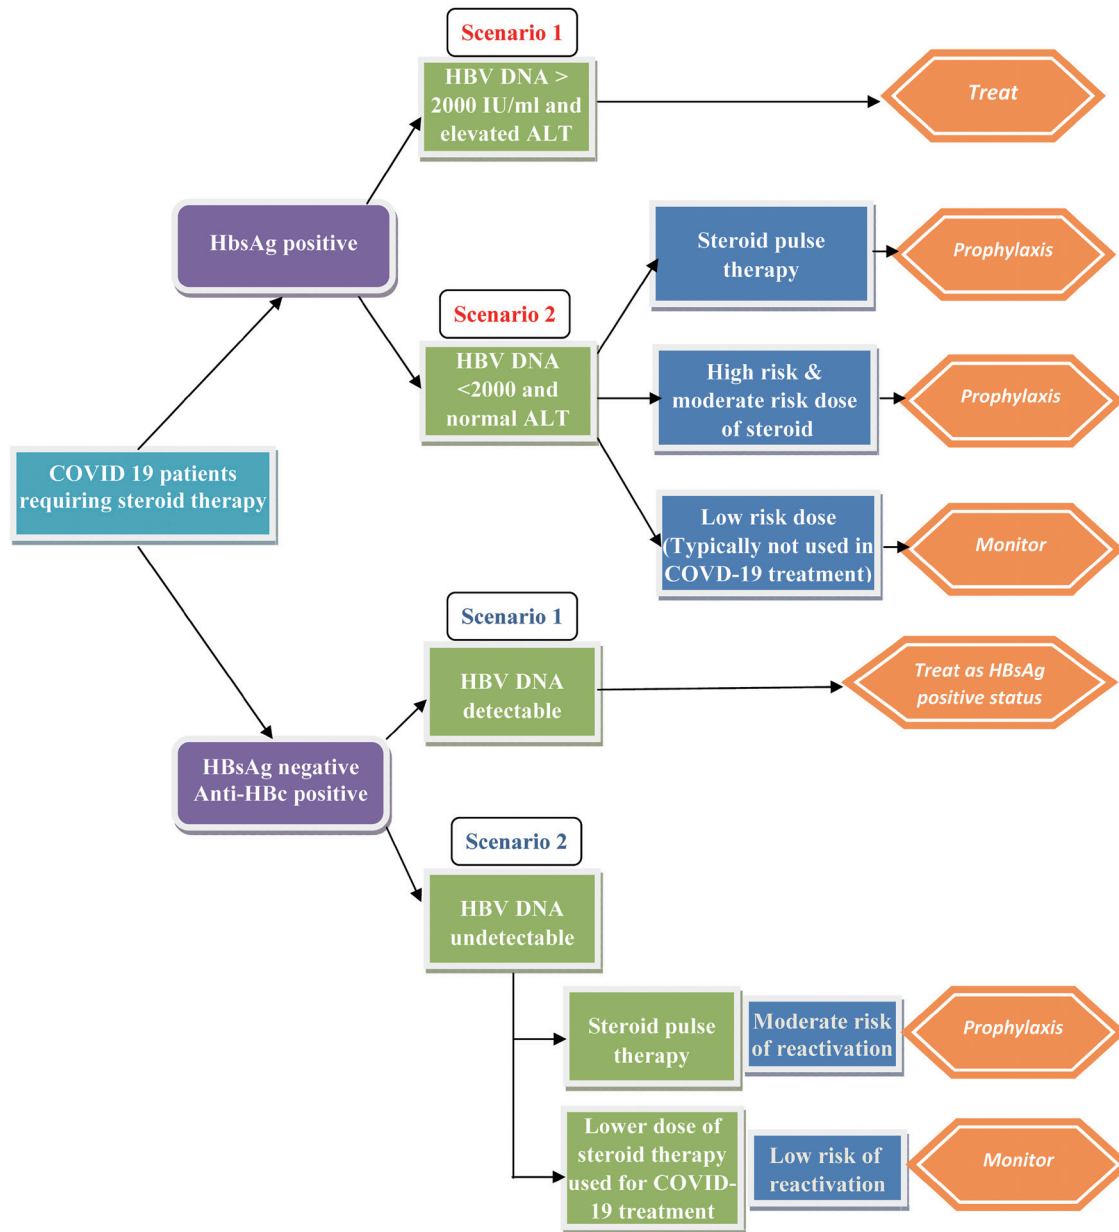 Scenario 1
HBV DNA >
2000 IU/ml and
elevated ALT
Treat
HbsAg positive
Steroid pulse
therapy
Prophylaxis
Scenario 2
HBV DNA
<2000 and
normal ALT
High risk &
moderate risk dose
of steroid
Prophylaxis
COVID 19 patients
requiring steroid therapy
Low risk dose
(Typically not used in
COVD-19 treatment)
Monitor
Scenario 1
HBV DNA
detectable
Treat as HBsAg
positive status
HBsAg negative
Anti-HBc positive
Scenario 2
HBV DNA
undetectable
Steroid pulse
therapy
Moderate risk
of reactivation
Prophylaxis
Lower dose of
steroid therapy
used for COVID-
19 treatment
Low risk of
reactivation
Monitor